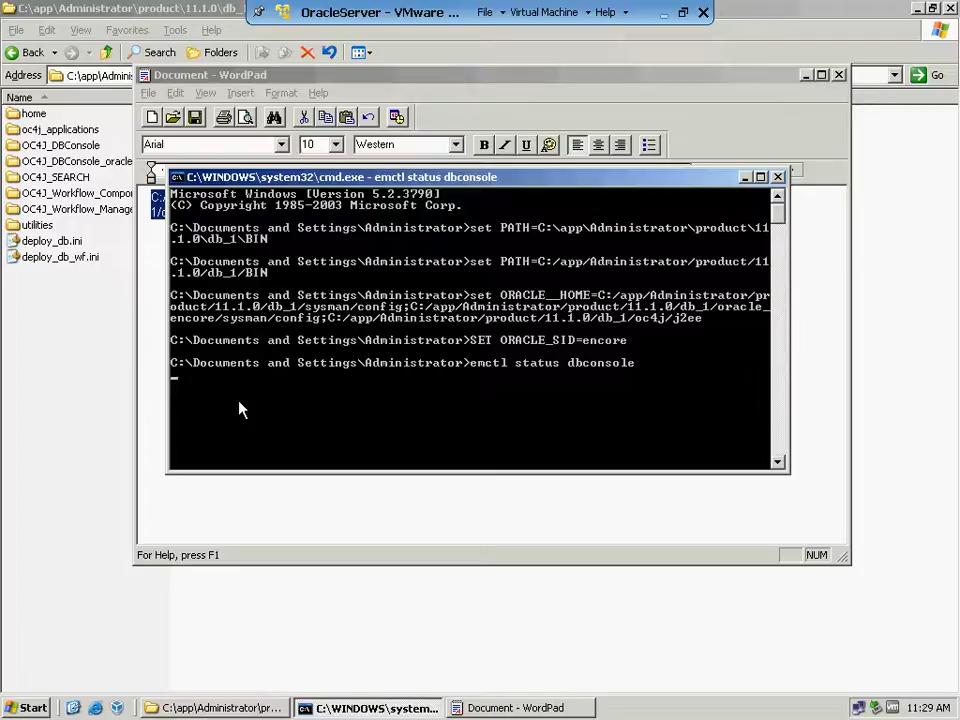 C:\app\Administrator\product\11.1.0\db_
OracleServer - VMware ...
File
Virtual Machine
Help
File Edit View Favorites Tools Help
Back
Search
Folders
Address
C:\app\Adminis
Go
Document - WordPad
File Edit View Insert Format Help
Arial
10
Western
B I U
Name
home
oc4j_applications
OC4J_DBConsole
OC4J_DBConsole_oracle
OC4J_SEARCH
OC4J_Workflow_Compo
OC4J_Workflow_Manage
utilities
deploy_db.ini
deploy_db_wf.ini
C:\WINDOWS\system32\cmd.exe - emctl status dbconsole
Microsoft Windows [Version 5.2.3790]
(C) Copyright 1985-2003 Microsoft Corp.
C:\Documents and Settings\Administrator>set PATH=C:\app\Administrator\product\11
.1.0\db_1\BIN
C:\Documents and Settings\Administrator>set PATH=C:/app/Administrator/product/11
.1.0/db_1/BIN
C:\Documents and Settings\Administrator>set ORACLE__HOME=C:/app/Administrator/pr
oduct/11.1.0/db_1/sysman/config;C:/app/Administrator/product/11.1.0/db_1/oracle_
encore/sysman/config;C:/app/Administrator/product/11.1.0/db_1/oc4j/j2ee
C:\Documents and Settings\Administrator>SET ORACLE_SID=encore
C:\Documents and Settings\Administrator>emctl status dbconsole
For Help, press F1
NUM
Start
C:\app\Administrator\pr...
C:\WINDOWS\system...
Document - WordPad
11:29 AM